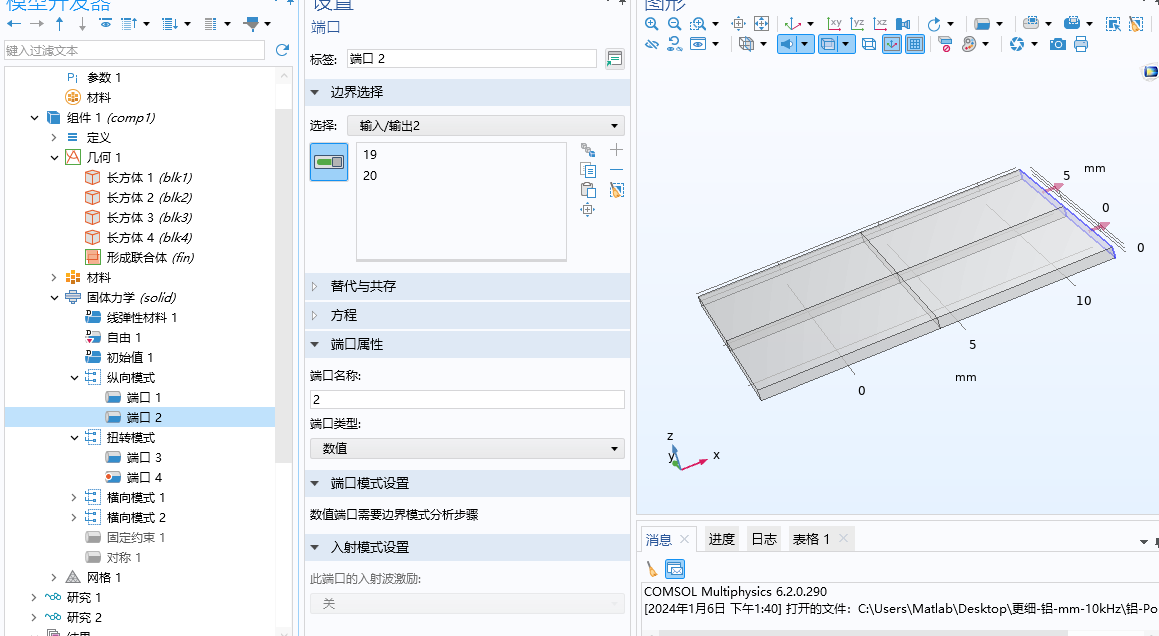 模型开发器
键入过滤文本
Pi 参数 1
材料
组件 1 (comp1)
定义
几何 1
长方体 1 (blk1)
长方体 2 (blk2)
长方体 3 (blk3)
长方体 4 (blk4)
形成联合体 (fin)
材料
固体力学 (solid)
线弹性材料 1
自由 1
初始值 1
纵向模式
端口 1
端口 2
扭转模式
端口 3
端口 4
横向模式 1
横向模式 2
固定约束 1
对称 1
网格 1
研究 1
研究 2
结果
设置
端口
标签: 端口 2
边界选择
选择: 输入/输出2
19
20
替代与共存
方程
端口属性
端口名称:
2
端口类型:
数值
端口模式设置
数值端口需要边界模式分析步骤
入射模式设置
此端口的入射波激励:
关
图形
xy yz xz
mm
5
0
0
10
5
mm
0
z
y
x
消息 进度 日志 表格 1
COMSOL Multiphysics 6.2.0.290
[2024年1月6日 下午1:40] 打开的文件: C:\Users\Matlab\Desktop\更细-铝-mm-10kHz\铝-Po